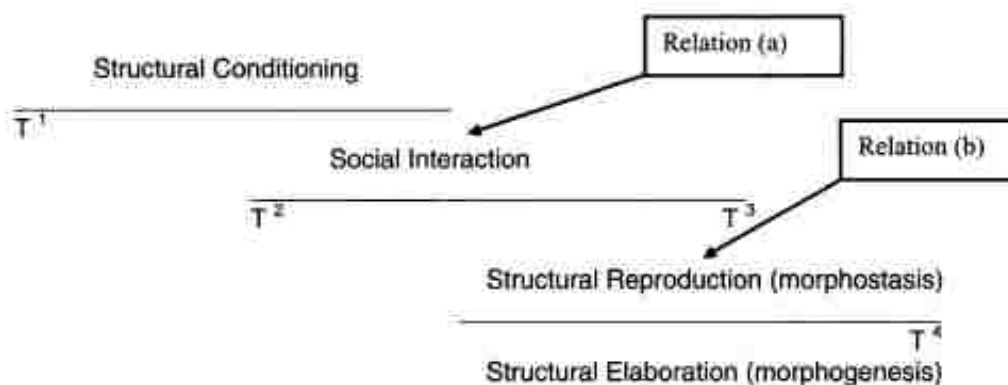 Relation (a)
Structural Conditioning
T 1
Relation (b)
Social Interaction
T 2
T 3
Structural Reproduction (morphostasis)
T 4
Structural Elaboration (morphogenesis)